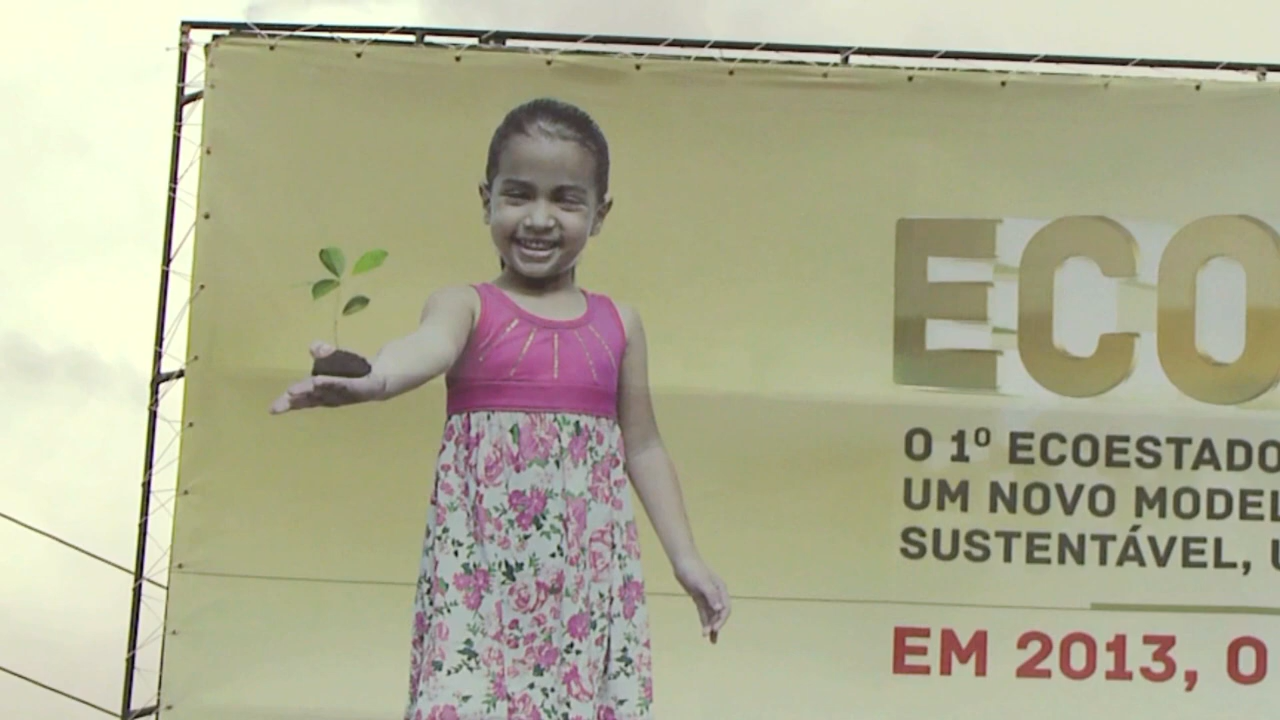 ECO
O 1º ECOESTADO
UM NOVO MODEL
SUSTENTÁVEL,
EM 2013, O